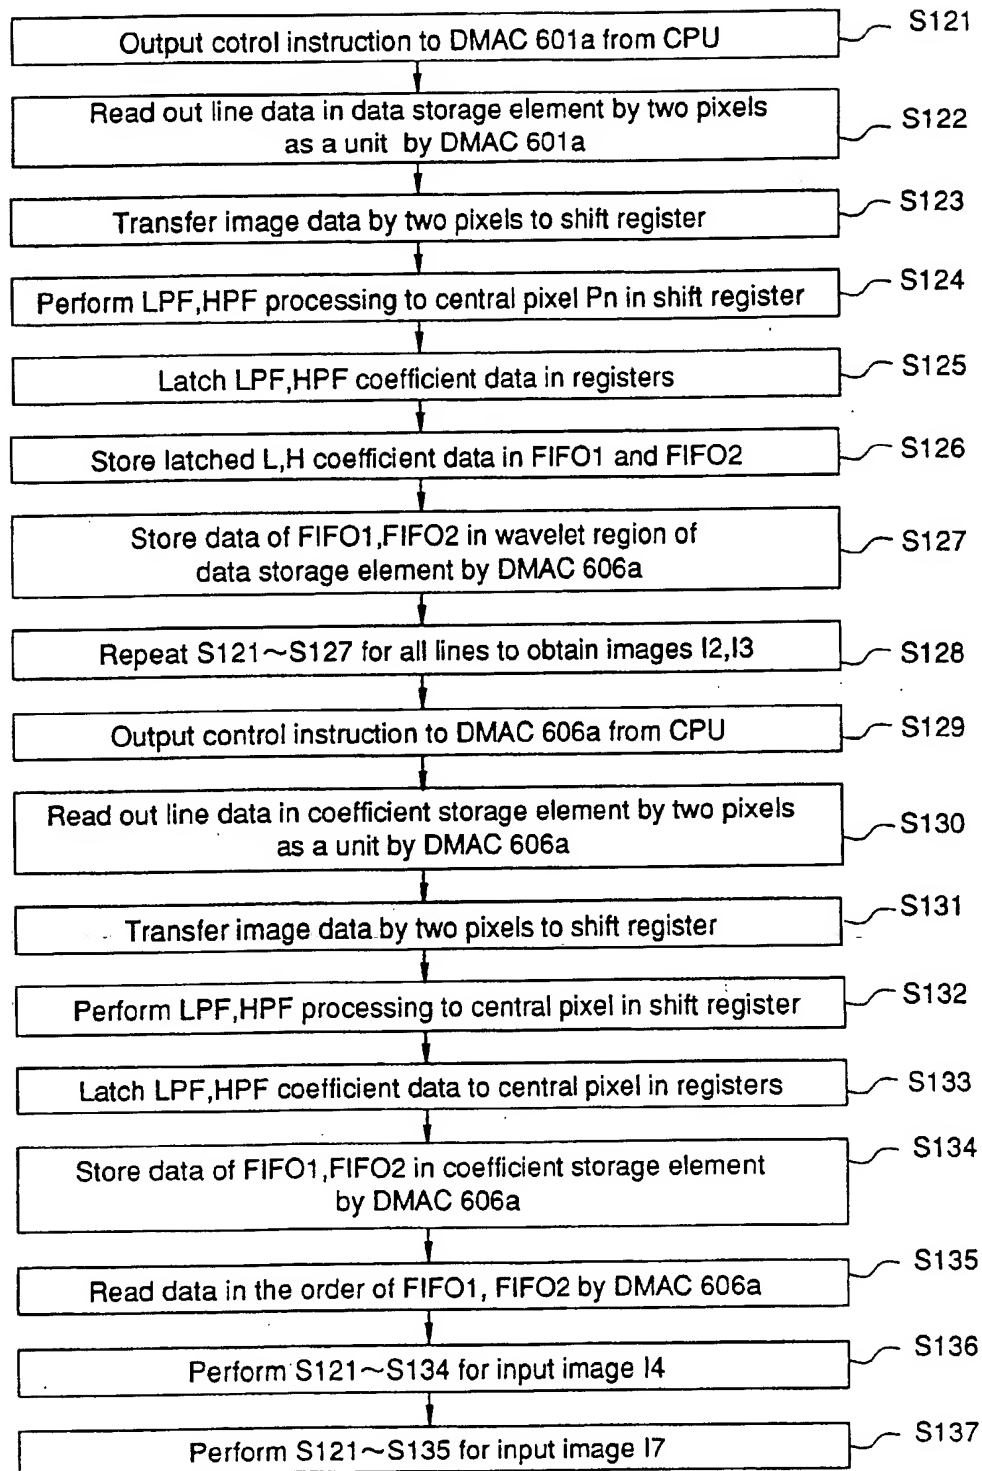 Output cotrol instruction to DMAC 601a from CPU
S121
Read out line data in data storage element by two pixels
as a unit by DMAC 601a
S122
Transfer image data by two pixels to shift register
S123
Perform LPF,HPF processing to central pixel Pn in shift register
S124
Latch LPF,HPF coefficient data in registers
S125
Store latched L,H coefficient data in FIFO1 and FIFO2
S126
Store data of FIFO1,FIFO2 in wavelet region of
data storage element by DMAC 606a
S127
Repeat S121~S127 for all lines to obtain images I2,I3
S128
Output control instruction to DMAC 606a from CPU
S129
Read out line data in coefficient storage element by two pixels
as a unit by DMAC 606a
S130
Transfer image data by two pixels to shift register
S131
Perform LPF,HPF processing to central pixel in shift register
S132
Latch LPF,HPF coefficient data to central pixel in registers
S133
Store data of FIFO1,FIFO2 in coefficient storage element
by DMAC 606a
S134
Read data in the order of FIFO1, FIFO2 by DMAC 606a
S135
Perform S121~S134 for input image I4
S136
Perform S121~S135 for input image I7
S137